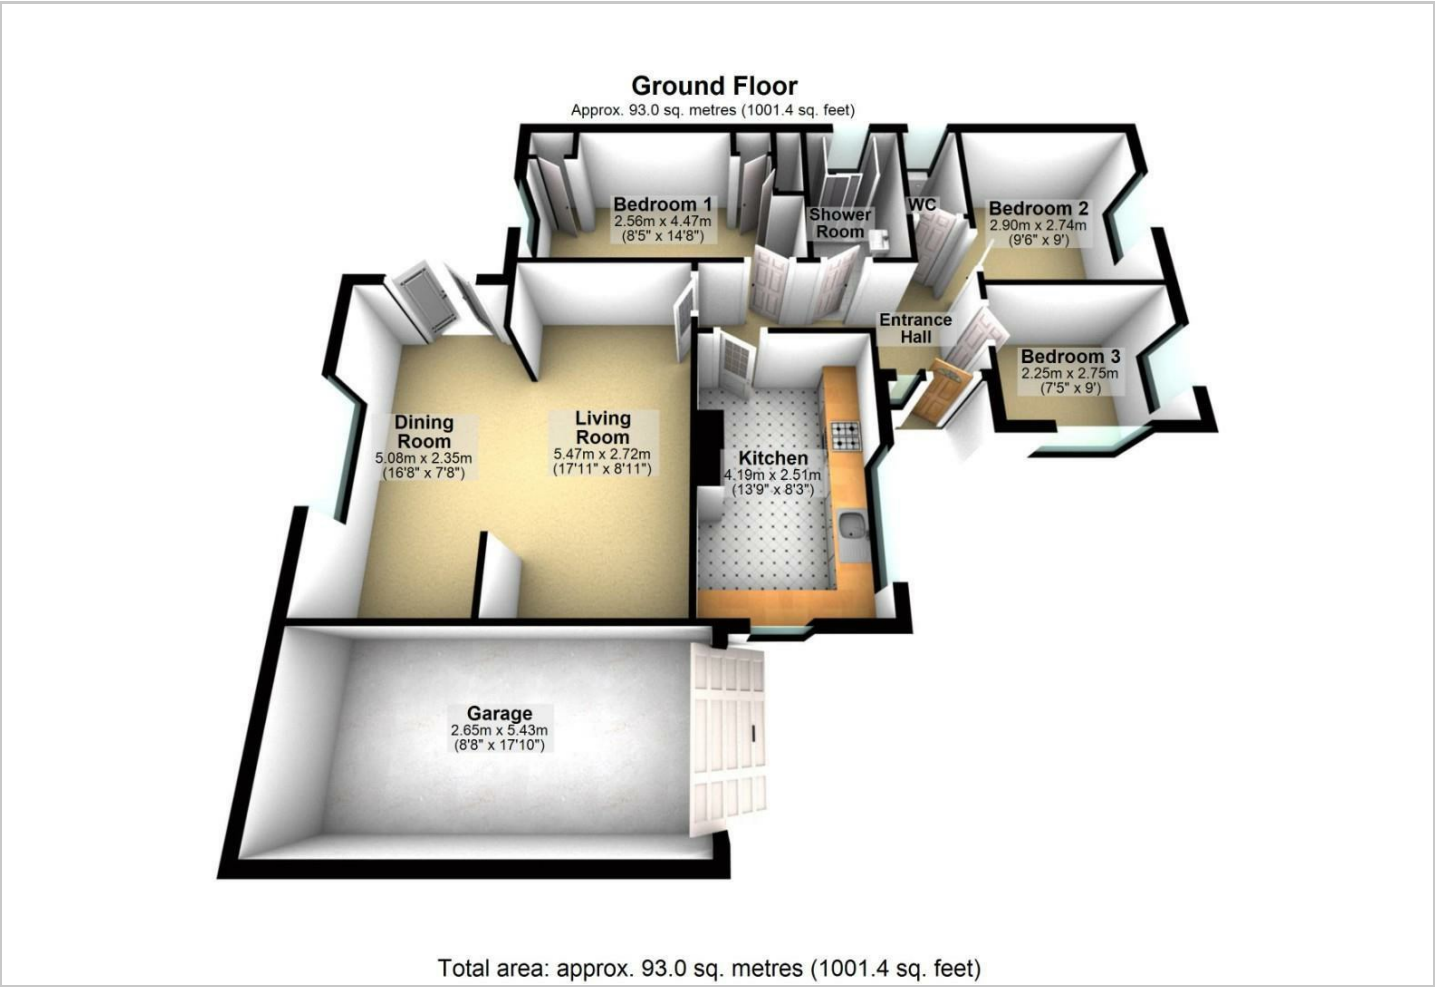 Ground Floor
Approx. 93.0 sq. metres (1001.4 sq. feet)
Bedroom 1
2.56m x 4.47m
(8'5" x 14'8")
Shower
Room
WC
Bedroom 2
2.90m x 2.74m
(9'6" x 9')
Entrance
Hall
Bedroom 3
2.25m x 2.75m
(7'5" x 9')
Dining
Room
5.08m x 2.35m
(16'8" x 7'8")
Living
Room
5.47m x 2.72m
(17'11" x 8'11")
Kitchen
4.19m x 2.51m
(13'9" x 8'3")
Garage
2.65m x 5.43m
(8'8" x 17'10")
Total area: approx. 93.0 sq. metres (1001.4 sq. feet)